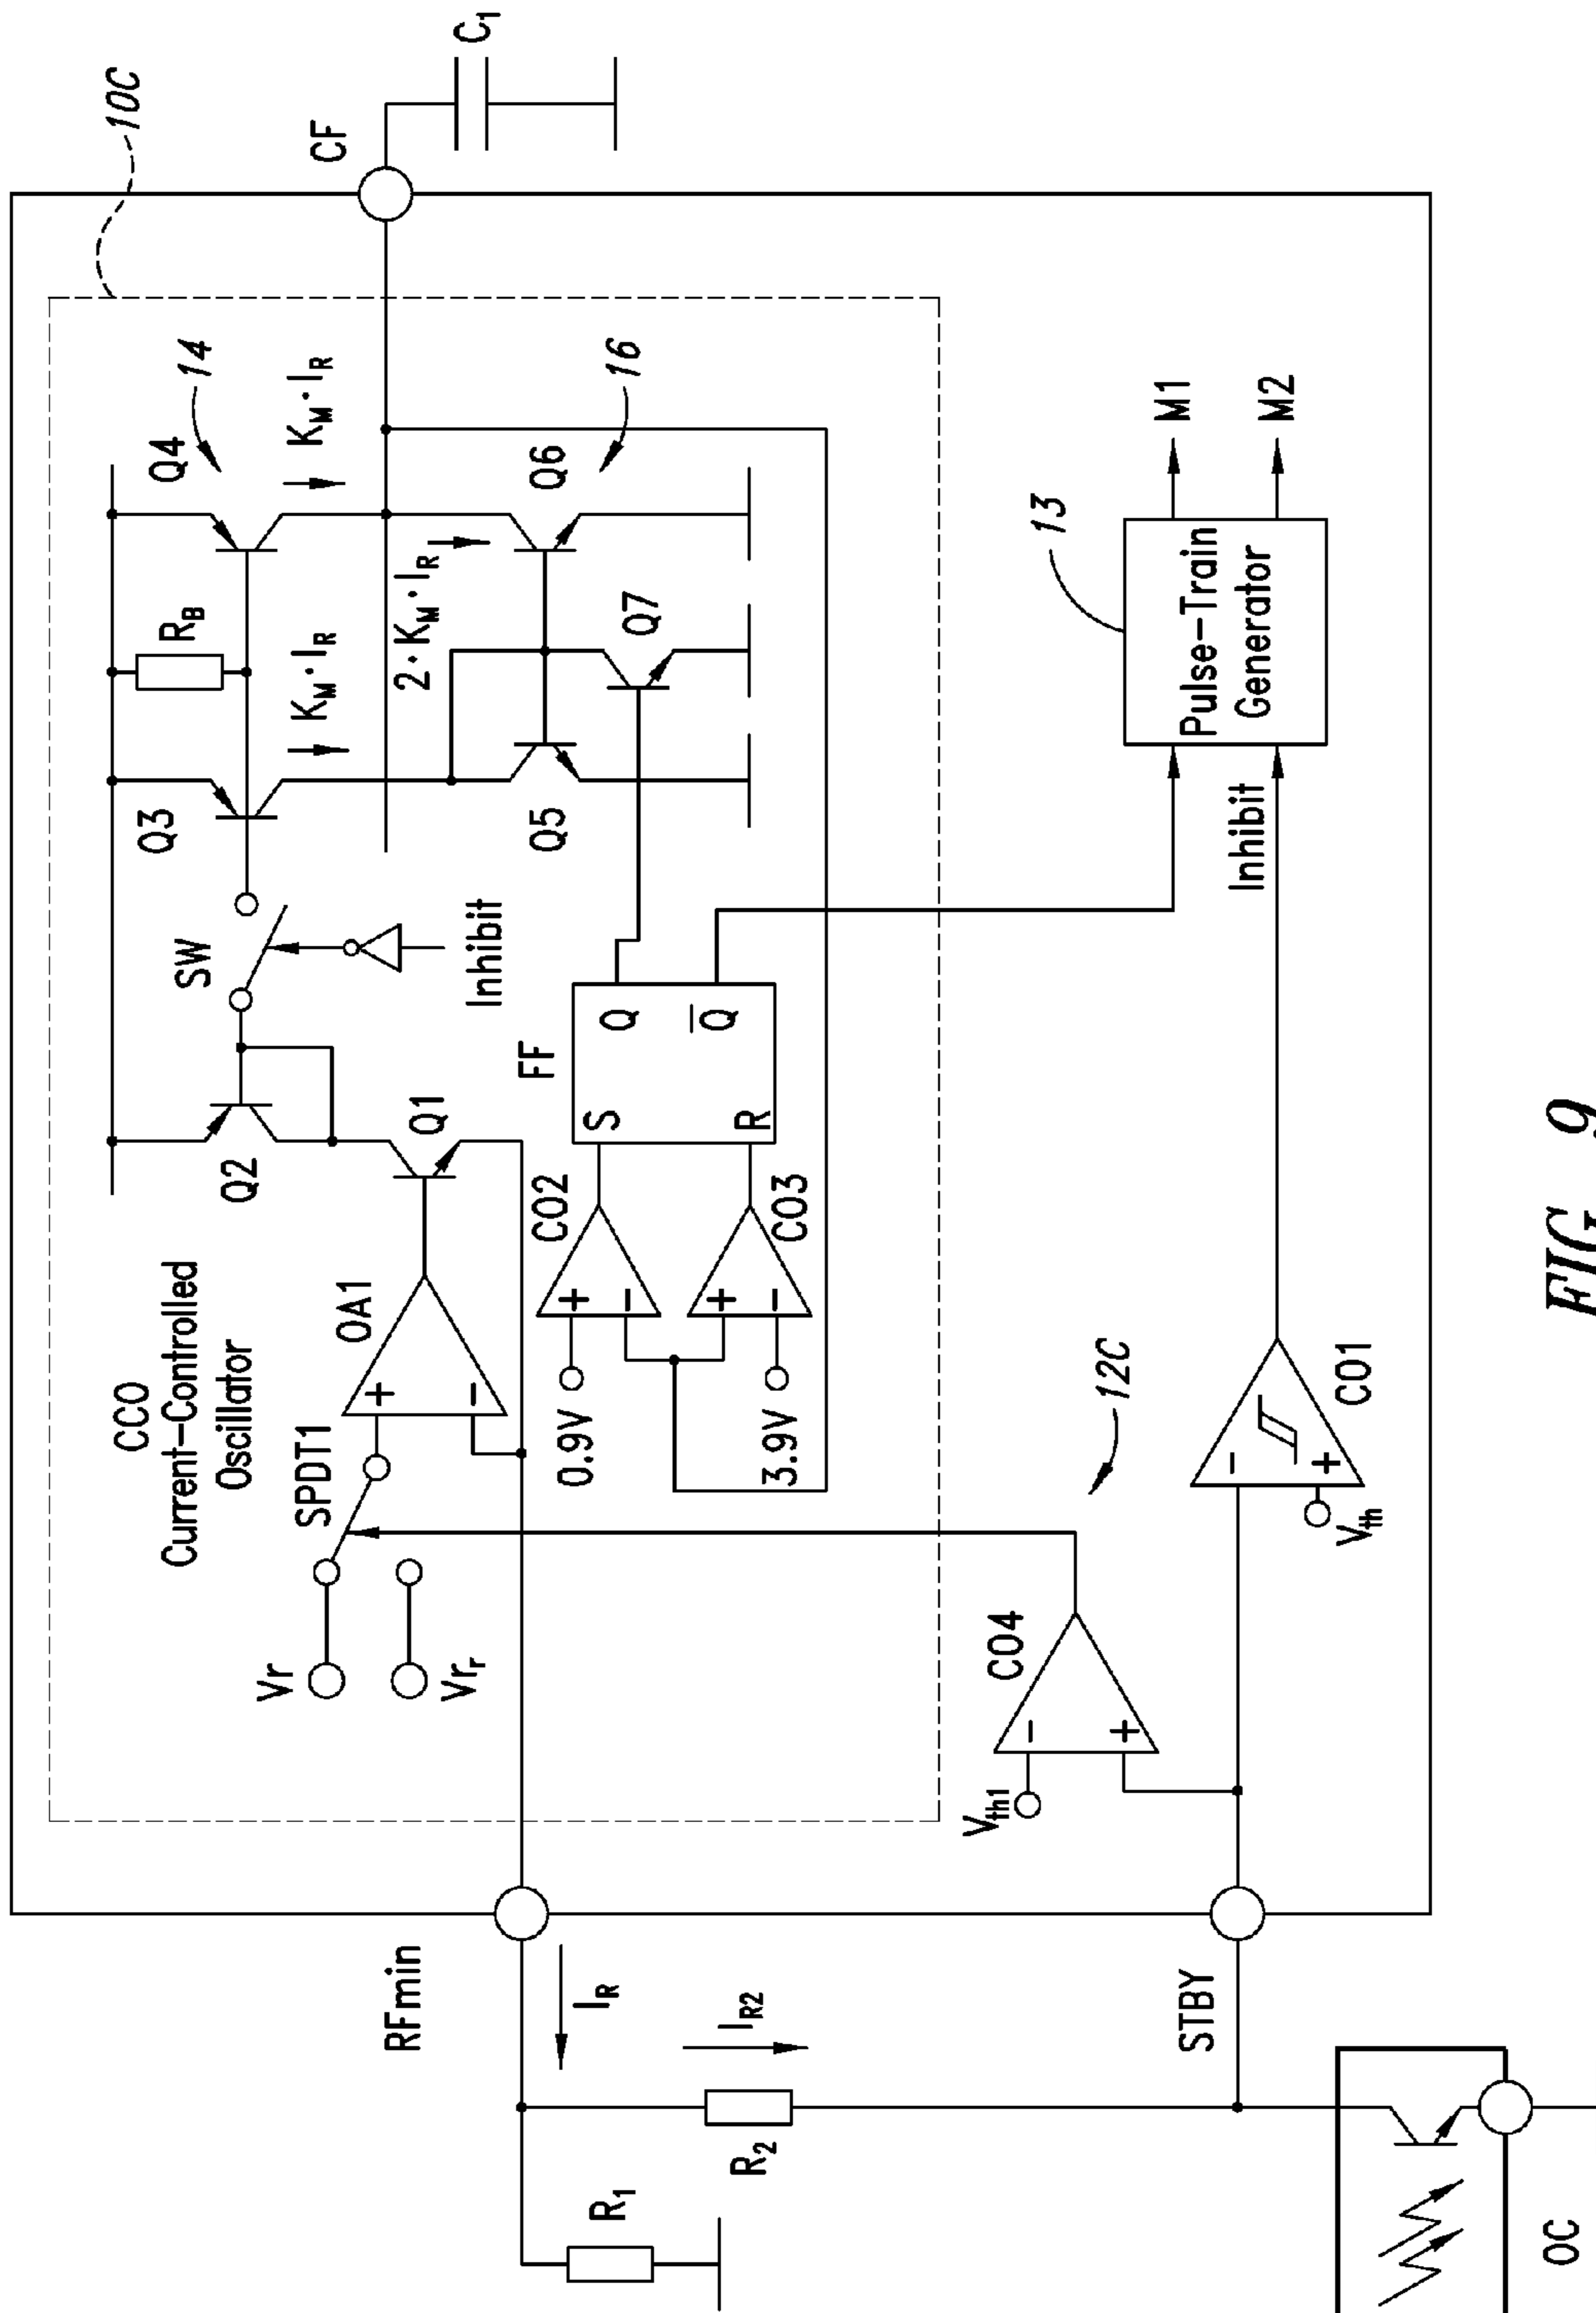 10C
CCO
Current-Controlled
Oscillator
SPDT1
OA1
Vr
Vrr
Q2
Q1
SW
Inhibit
Q3
RB
Q4
14
KM·IR
KM·IR
2·KM·IR
Q5
Q6
Q7
16
CF
C1
0.9V
3.9V
+
-
+
-
+
-
CO2
CO3
FF
S
R
Q
Q̅
RFmin
IR
IR2
R1
R2
STBY
OC
Vth1
-
+
CO4
12C
Vth
-
+
CO1
Inhibit
13
Pulse-Train
Generator
M1
M2
FIG. 9